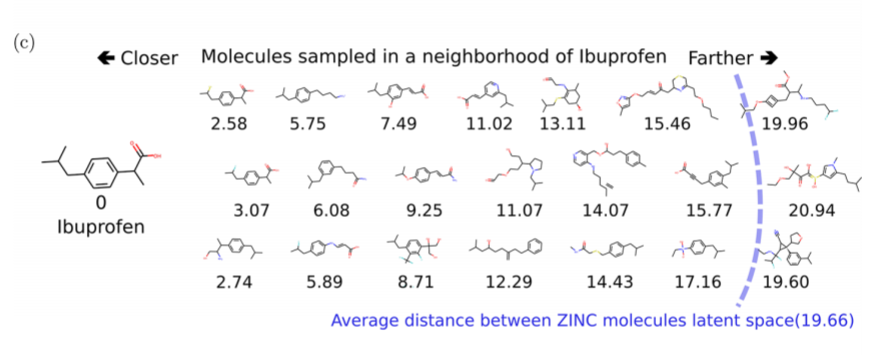 (c)
🡸 Closer Molecules sampled in a neighborhood of Ibuprofen Farther 🡺
2.58 5.75 7.49 11.02 13.11 15.46 19.96
0
Ibuprofen
3.07 6.08 9.25 11.07 14.07 15.77 20.94
2.74 5.89 8.71 12.29 14.43 17.16 19.60
Average distance between ZINC molecules latent space(19.66)